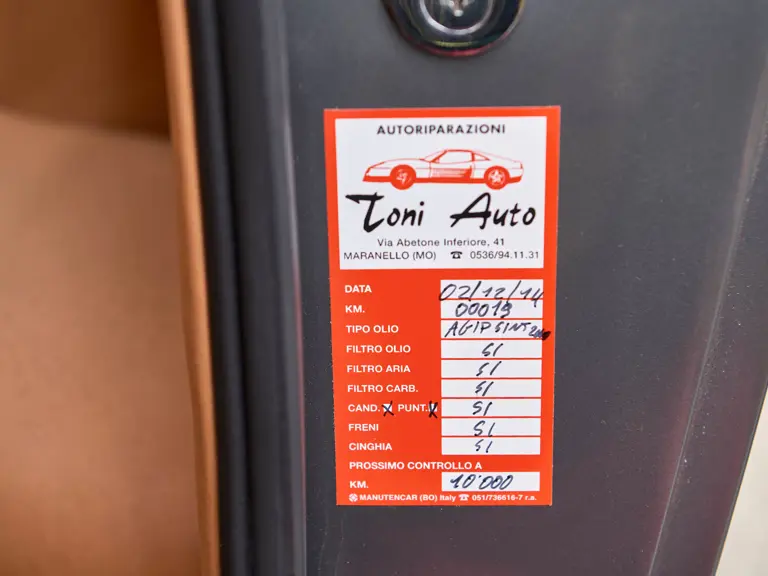 AUTORIPARAZIONI
Toni Auto
Via Abetone Inferiore, 41
MARANELLO (MO) ☎ 0536/94.11.31
DATA 02/12/14
KM. 00019
TIPO OLIO AGIP SINT 2000
FILTRO OLIO SI
FILTRO ARIA SI
FILTRO CARB. SI
CAND. X PUNT. X SI
FRENI SI
CINGHIA SI
PROSSIMO CONTROLLO A
KM. 10'000
MANUTENCAR (BO) Italy ☎ 051/736616-7 r.a.